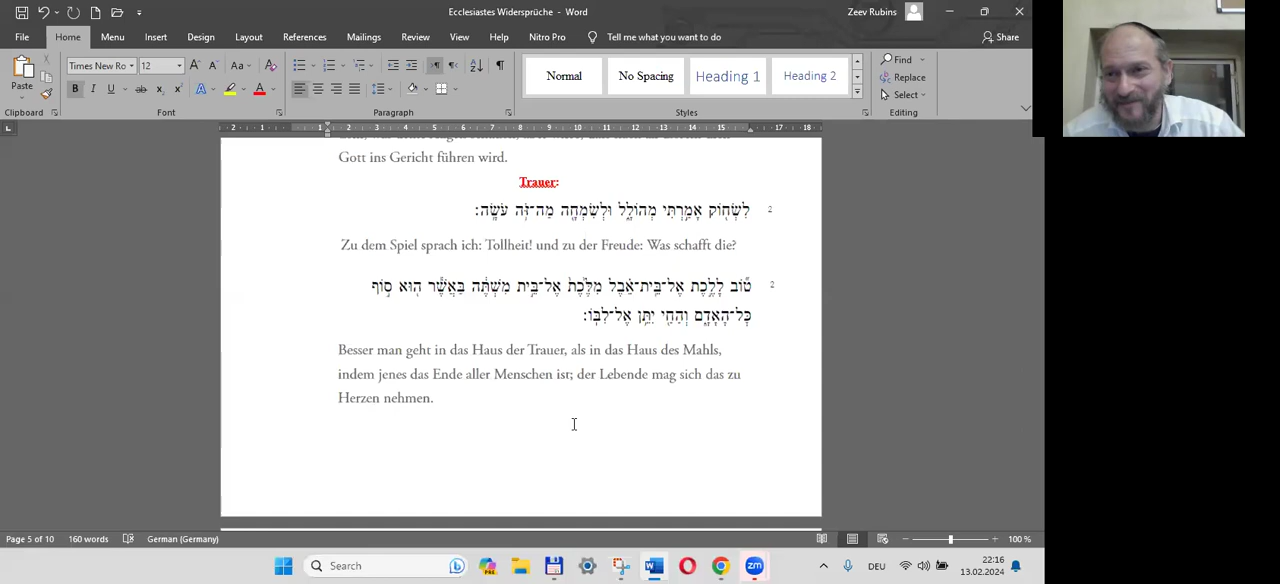 Ecclesiastes Widersprüche - Word
Zeev Rubins
File Home Menu Insert Design Layout References Mailings Review View Help Nitro Pro Tell me what you want to do Share
Times New Ro 12
Paste
Normal No Spacing Heading 1 Heading 2
Find
Replace
Select
Clipboard Font Paragraph Styles Editing
Gott ins Gericht führen wird.
Trauer:
2 לִשְׂח֖וֹק אָמַ֣רְתִּי מְהוֹלָ֑ל וּלְשִׂמְחָ֖ה מַה־זֹּ֥ה עֹשָֽׂה׃
Zu dem Spiel sprach ich: Tollheit! und zu der Freude: Was schafft die?
2 ט֞וֹב לָלֶ֣כֶת אֶל־בֵּֽית־אֵ֗בֶל מִלֶּ֙כֶת֙ אֶל־בֵּ֣ית מִשְׁתֶּ֔ה בַּאֲשֶׁ֕ר ה֖וּא ס֣וֹף
כָּל־הָאָדָ֑ם וְהַחַ֖י יִתֵּ֥ן אֶל־לִבּֽוֹ׃
Besser man geht in das Haus der Trauer, als in das Haus des Mahls,
indem jenes das Ende aller Menschen ist; der Lebende mag sich das zu
Herzen nehmen.
Page 5 of 10 160 words German (Germany) 100 %
Search DEU 22:16
13.02.2024